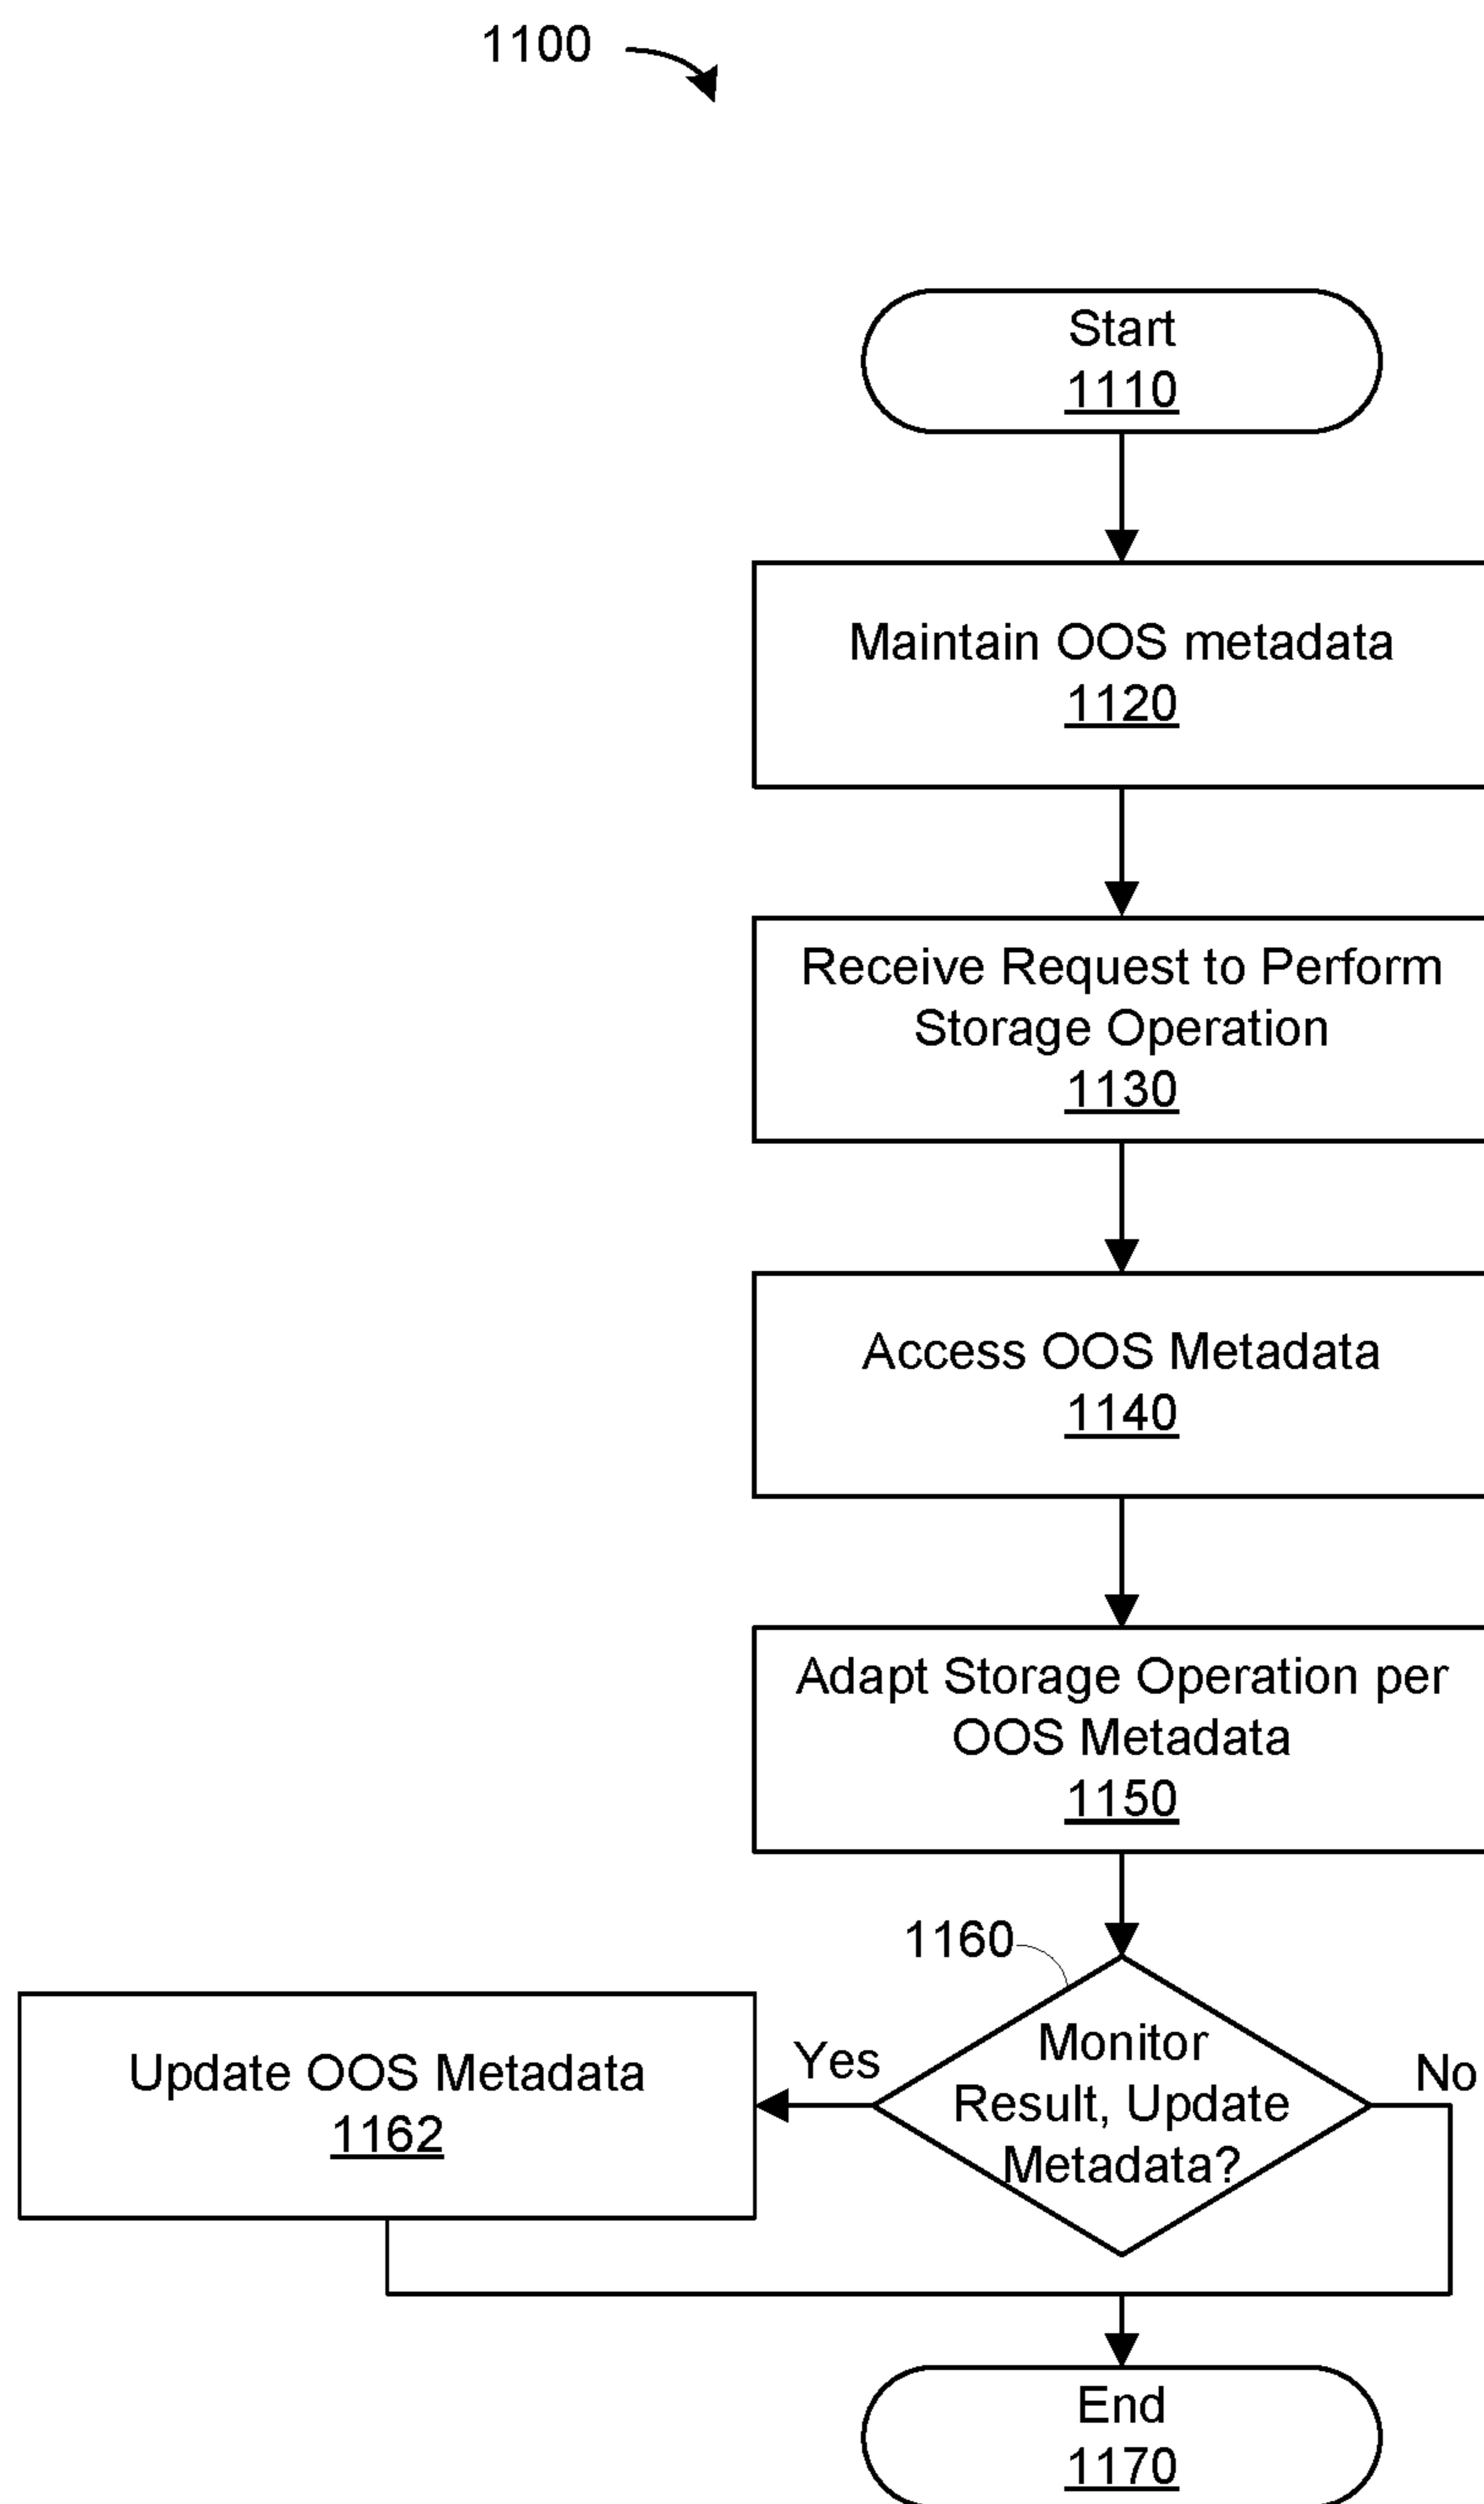 1100
Start
1110
Maintain OOS metadata
1120
Receive Request to Perform
Storage Operation
1130
Access OOS Metadata
1140
Adapt Storage Operation per
OOS Metadata
1150
1160
Monitor
Result, Update
Metadata?
Yes
No
Update OOS Metadata
1162
End
1170